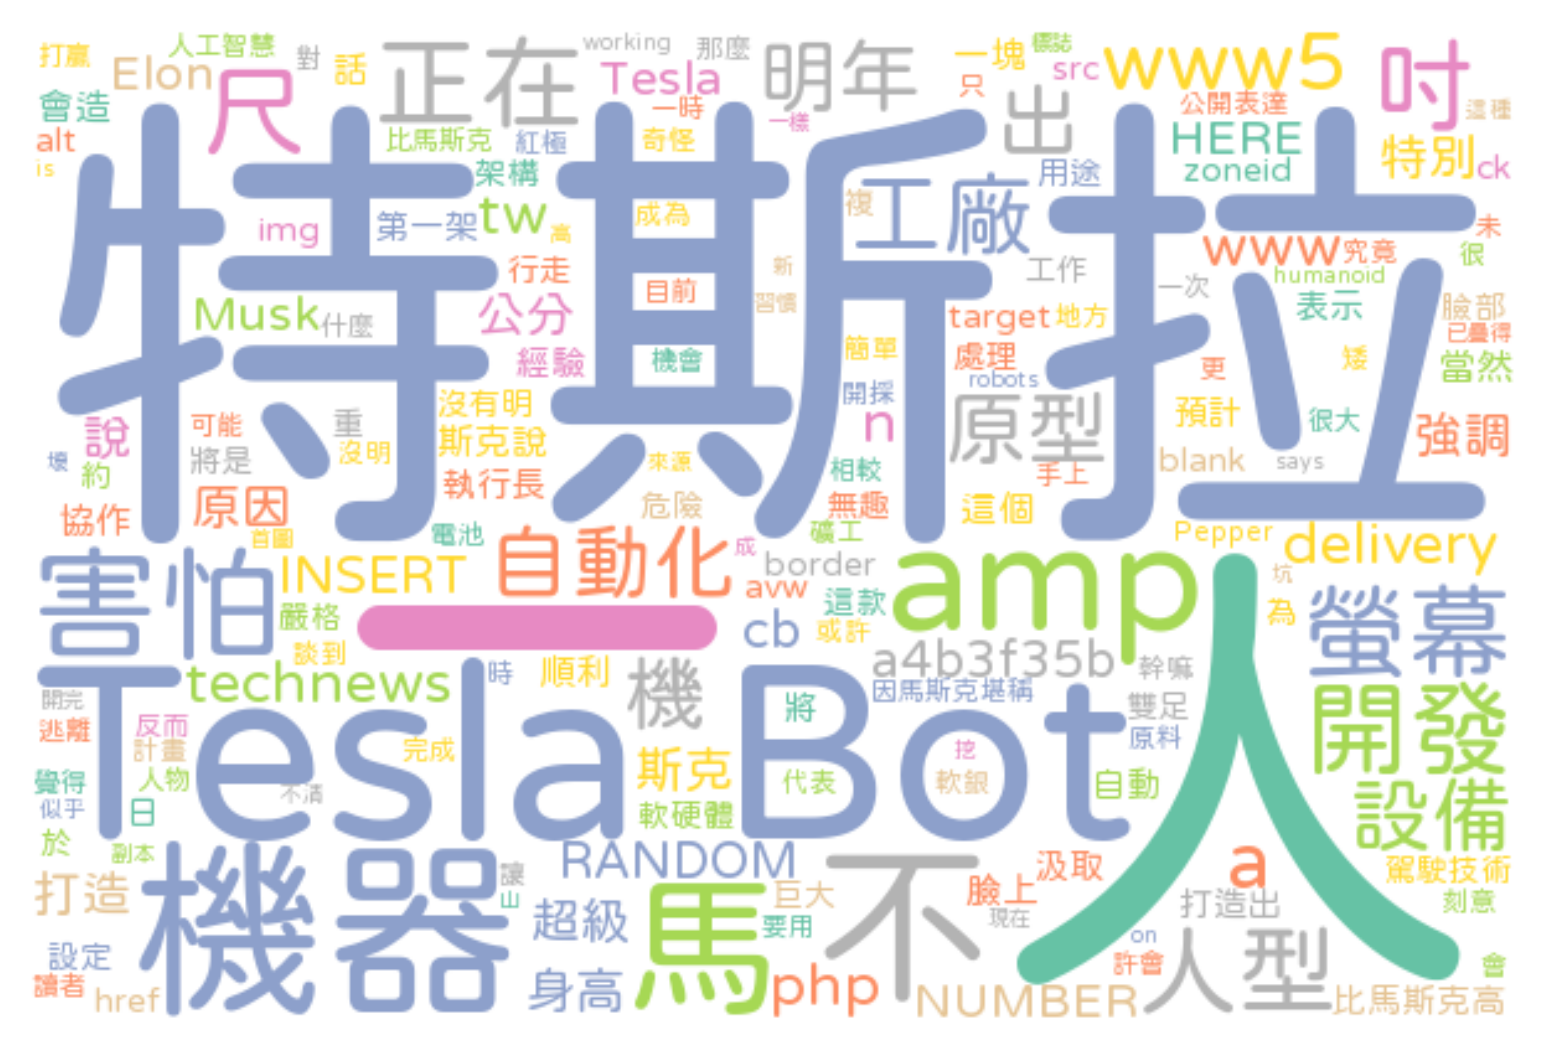 打贏
人工智慧
對
話
正在
working
那麼
明年
一塊
標誌
www5
吋
Elon
尺
Tesla
src
只
公開表達
這種
會造
alt
is
比馬斯克
紅極
一時
奇怪
一樣
出
HERE
zoneid
特別
ck
特斯拉
架構
用途
工廠
複
img
第一架
tw
高
成為
www
究竟
未
很
行走
目前
新
習慣
工作
一次
humanoid
Musk
什麼
公分
表示
臉部
已疊得
target
地方
經驗
機會
簡單
處理
更
矮
當然
robots
開採
說
可能
重
沒有明
n
原型
預計
很大
強調
壞
約
將是
沒明
斯克說
來源
相較
手上
blank
says
協作
原因
執行長
危險
無趣
這個
首圖
電池
成
礦工
Pepper
delivery
害怕
INSERT
自動化
border
amp
坑
avw
嚴格
一
這款
為
螢幕
cb
或許
談到
a4b3f35b
幹嘛
technews
時
順利
機
因馬斯克堪稱
開完
Tesla Bot
人
逃離
反而
將
雙足
開發
計畫
完成
原料
覺得
人物
斯克
代表
挖
軟銀
自動
似乎
日
不清
軟硬體
設備
於
副本
機器
讓
RANDOM
不
汲取
a
駕駛技術
打造
山
超級
馬
巨大
臉上
打造出
刻意
要用
現在
設定
on
人型
讀者
href
身高
php
NUMBER
許會
會
比馬斯克高